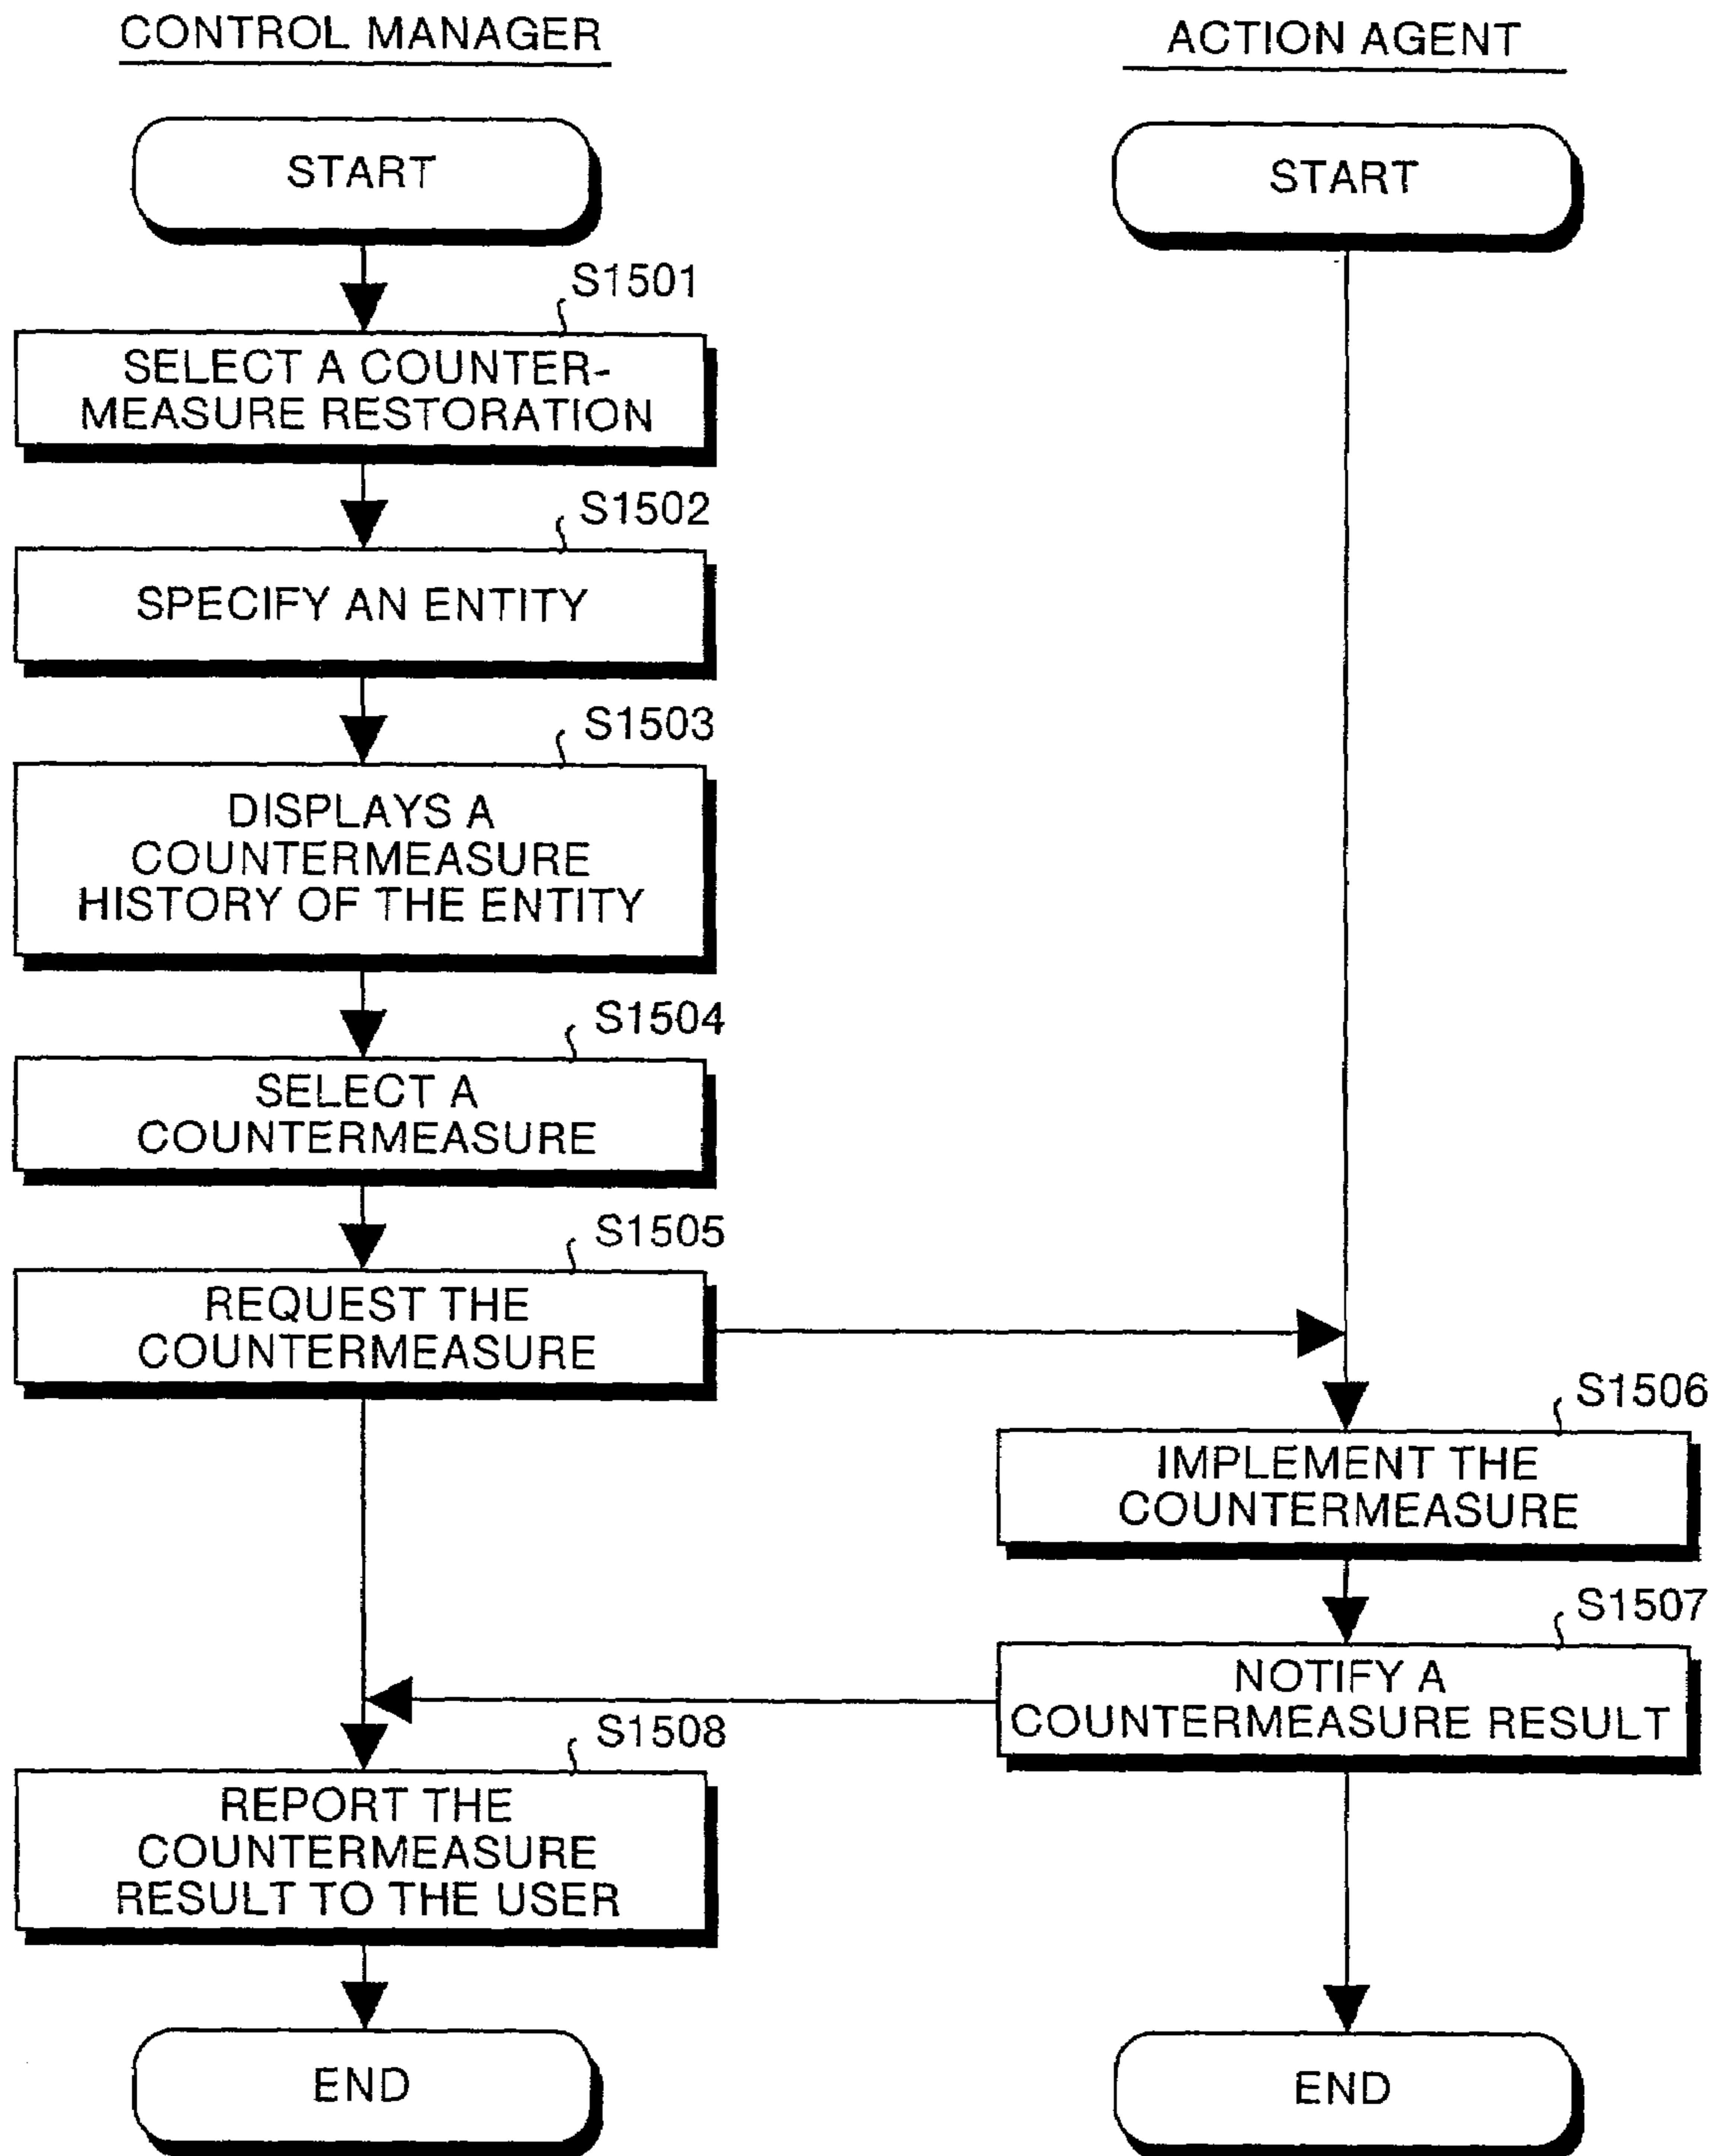 CONTROL MANAGER
ACTION AGENT
START
START
S1501
SELECT A COUNTER-
MEASURE RESTORATION
S1502
SPECIFY AN ENTITY
S1503
DISPLAYS A
COUNTERMEASURE
HISTORY OF THE ENTITY
S1504
SELECT A
COUNTERMEASURE
S1505
REQUEST THE
COUNTERMEASURE
S1506
IMPLEMENT THE
COUNTERMEASURE
S1507
NOTIFY A
COUNTERMEASURE RESULT
S1508
REPORT THE
COUNTERMEASURE
RESULT TO THE USER
END
END